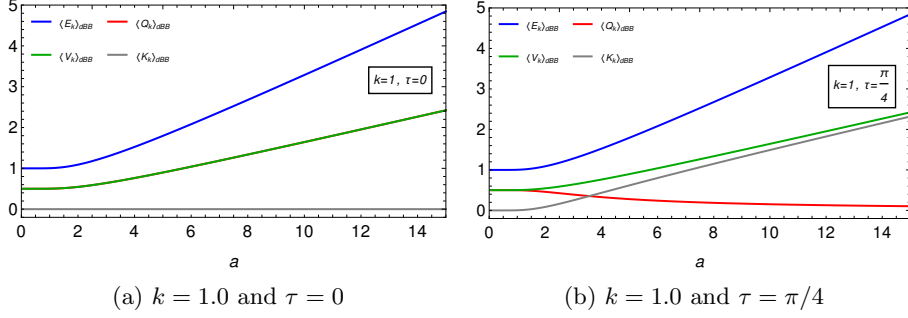 5
4
3
2
1
0
⟨E_k⟩_dBB ⟨Q_k⟩_dBB
⟨V_k⟩_dBB ⟨K_k⟩_dBB
k=1, τ=0
0 2 4 6 8 10 12 14
a
(a) k = 1.0 and τ = 0
5
4
3
2
1
0
⟨E_k⟩_dBB ⟨Q_k⟩_dBB
⟨V_k⟩_dBB ⟨K_k⟩_dBB
k=1, τ=π/4
0 2 4 6 8 10 12 14
a
(b) k = 1.0 and τ = π/4